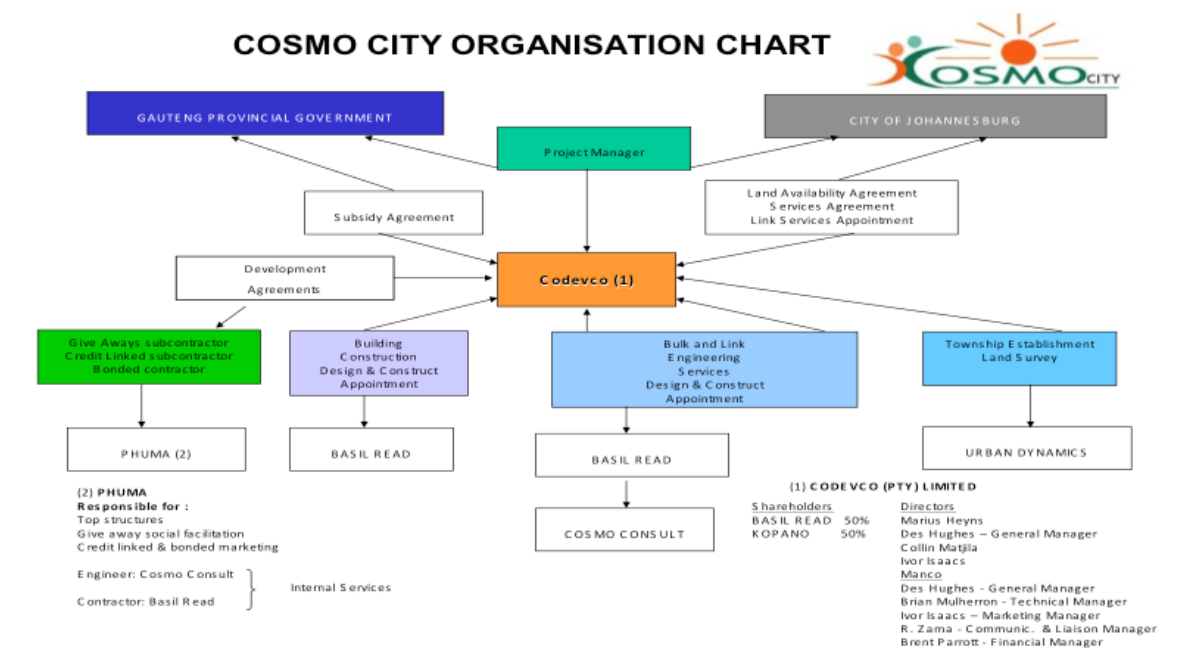 COSMO CITY ORGANISATION CHART
COSMO CITY
GAUTENG PROVINCIAL GOVERNMENT
CITY OF JOHANNESBURG
Project Manager
Subsidy Agreement
Land Availability Agreement
Services Agreement
Link Services Appointment
Development
Agreements
Codevco (1)
Give Aways subcontractor
Credit Linked subcontractor
Bonded contractor
Building
Construction
Design & Construct
Appointment
Bulk and Link
Engineering
Services
Design & Construct
Appointment
Township Establishment
Land Survey
PHUMA (2)
BASIL READ
BASIL READ
URBAN DYNAMICS
COSMO CONSULT
(2) PHUMA
Responsible for :
Top structures
Give away social facilitation
Credit linked & bonded marketing
Engineer: Cosmo Consult
Contractor: Basil Read
Internal Services
(1) CODEVCO (PTY) LIMITED
Shareholders
BASIL READ 50%
KOPANO 50%
Directors
Marius Heyns
Des Hughes – General Manager
Collin Matjila
Ivor Isaacs
Manco
Des Hughes - General Manager
Brian Mulherron - Technical Manager
Ivor Isaacs – Marketing Manager
R. Zama - Communic. & Liaison Manager
Brent Parrott - Financial Manager